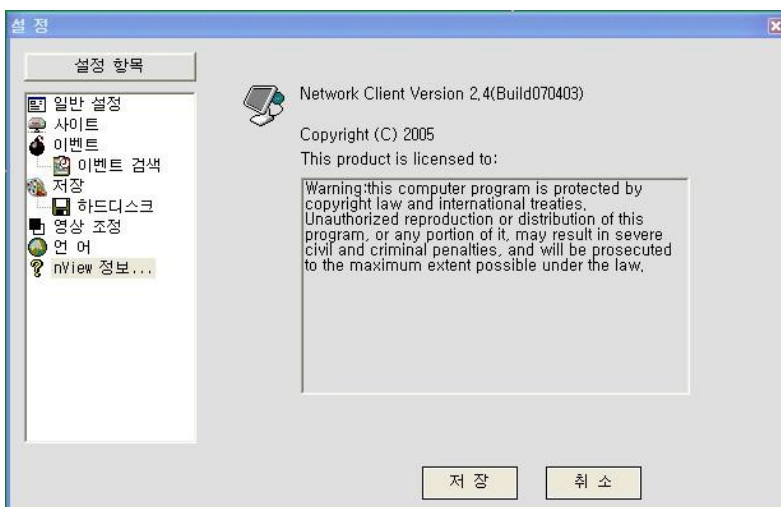 설 정
설정 항목
일반 설정
사이트
이벤트
이벤트 검색
저장
하드디스크
영상 조정
언 어
nView 정보...
Network Client Version 2.4(Build070403)
Copyright (C) 2005
This product is licensed to:
Warning:this computer program is protected by
copyright law and international treaties.
Unauthorized reproduction or distribution of this
program, or any portion of it, may result in severe
civil and criminal penalties, and will be prosecuted
to the maximum extent possible under the law.
저 장
취 소